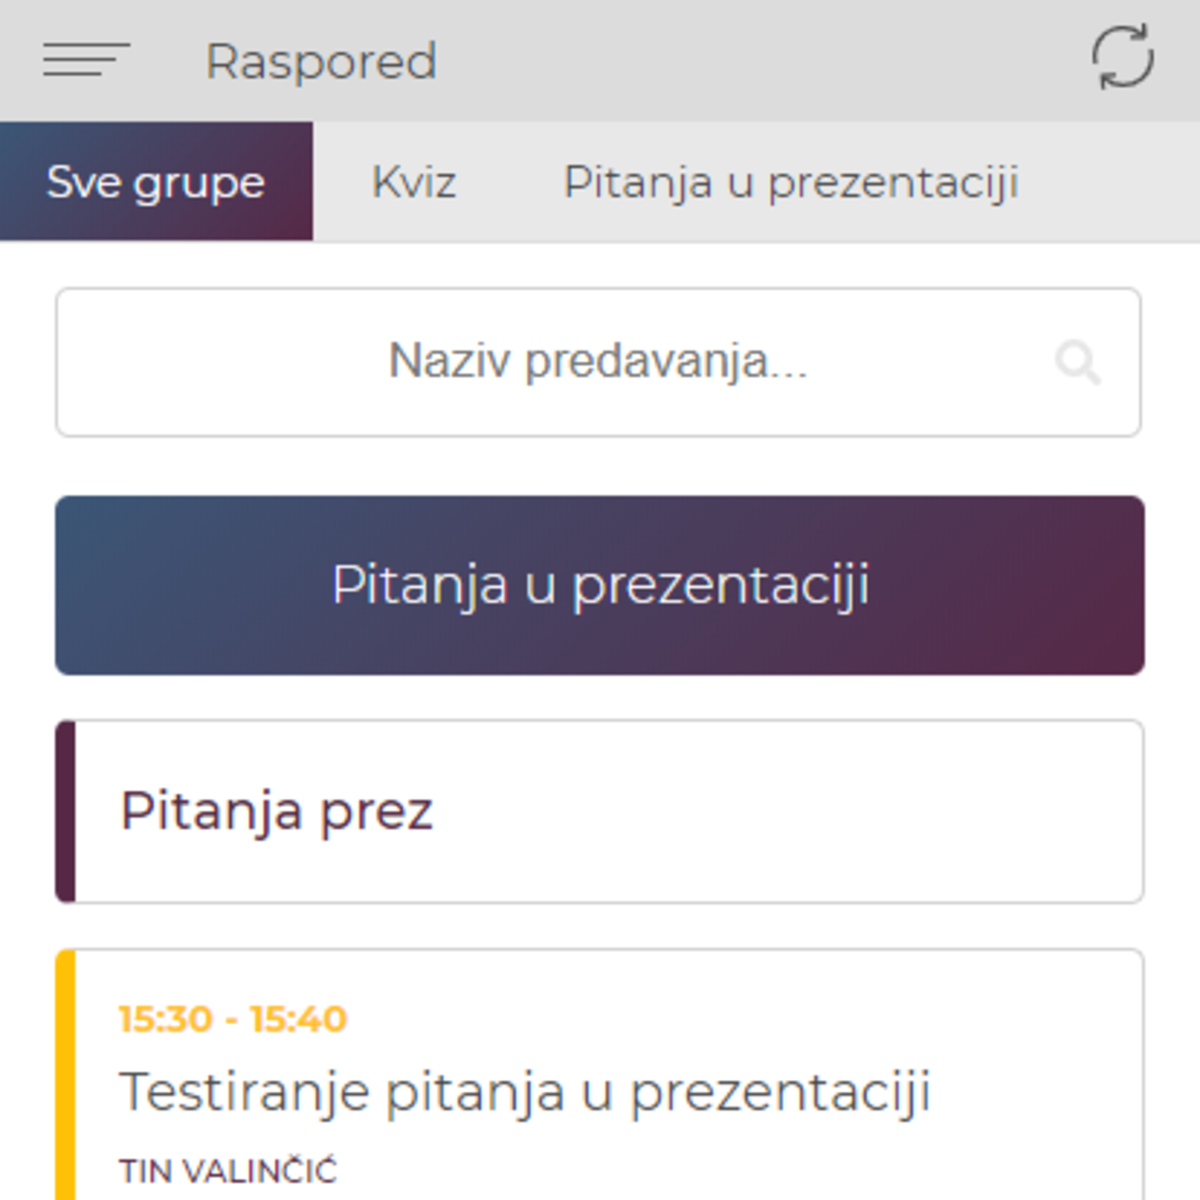 Raspored
Sve grupe Kviz Pitanja u prezentaciji
Naziv predavanja...
Pitanja u prezentaciji
Pitanja prez
15:30 - 15:40
Testiranje pitanja u prezentaciji
TIN VALINČIĆ